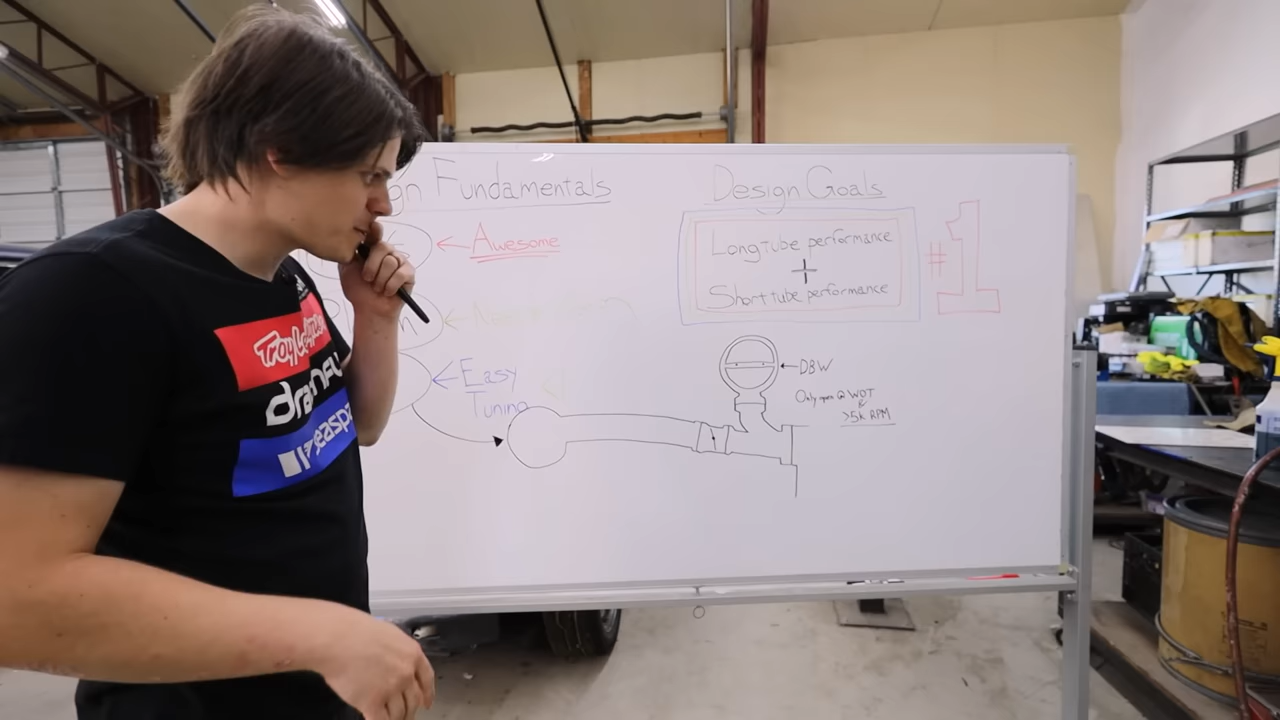 gn Fundamentals
Awesome
Easy
Tuning
Design Goals
Long tube performance
+
Short tube performance
#1
DBW
Only open @ WOT
&
>5k RPM